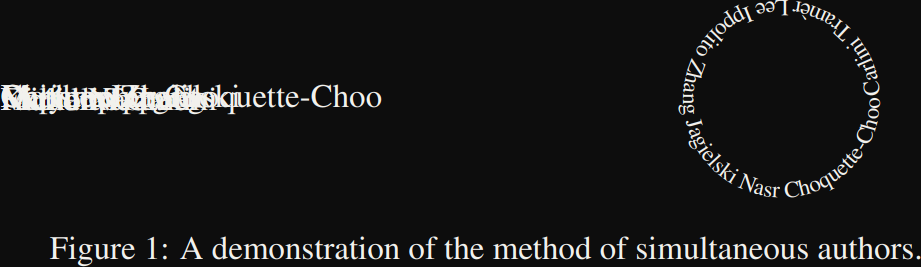 uette-Choo
Carlini Tramèr Lee Ippolito Zhang Jagielski Nasr Choquette-Choo
Figure 1: A demonstration of the method of simultaneous authors.